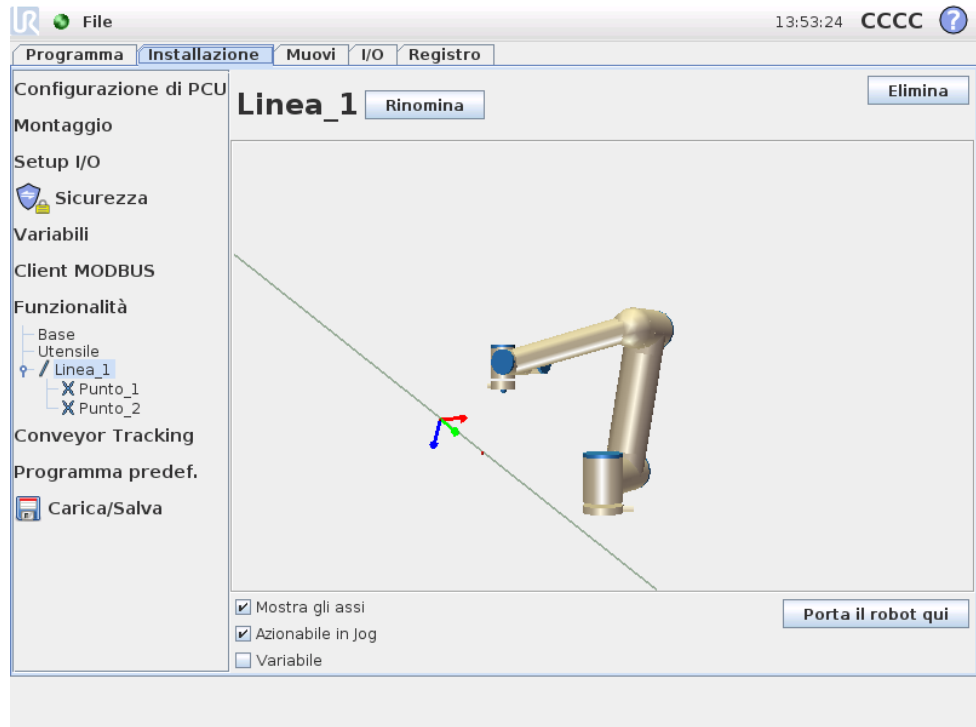 UR File 13:53:24 CCCC ?
Programma Installazione Muovi I/O Registro
Configurazione di PCU
Montaggio
Setup I/O
Sicurezza
Variabili
Client MODBUS
Funzionalità
Base
Utensile
Linea_1
Punto_1
Punto_2
Conveyor Tracking
Programma predef.
Carica/Salva
Linea_1 Rinomina Elimina
Mostra gli assi
Azionabile in Jog
Variabile
Porta il robot qui